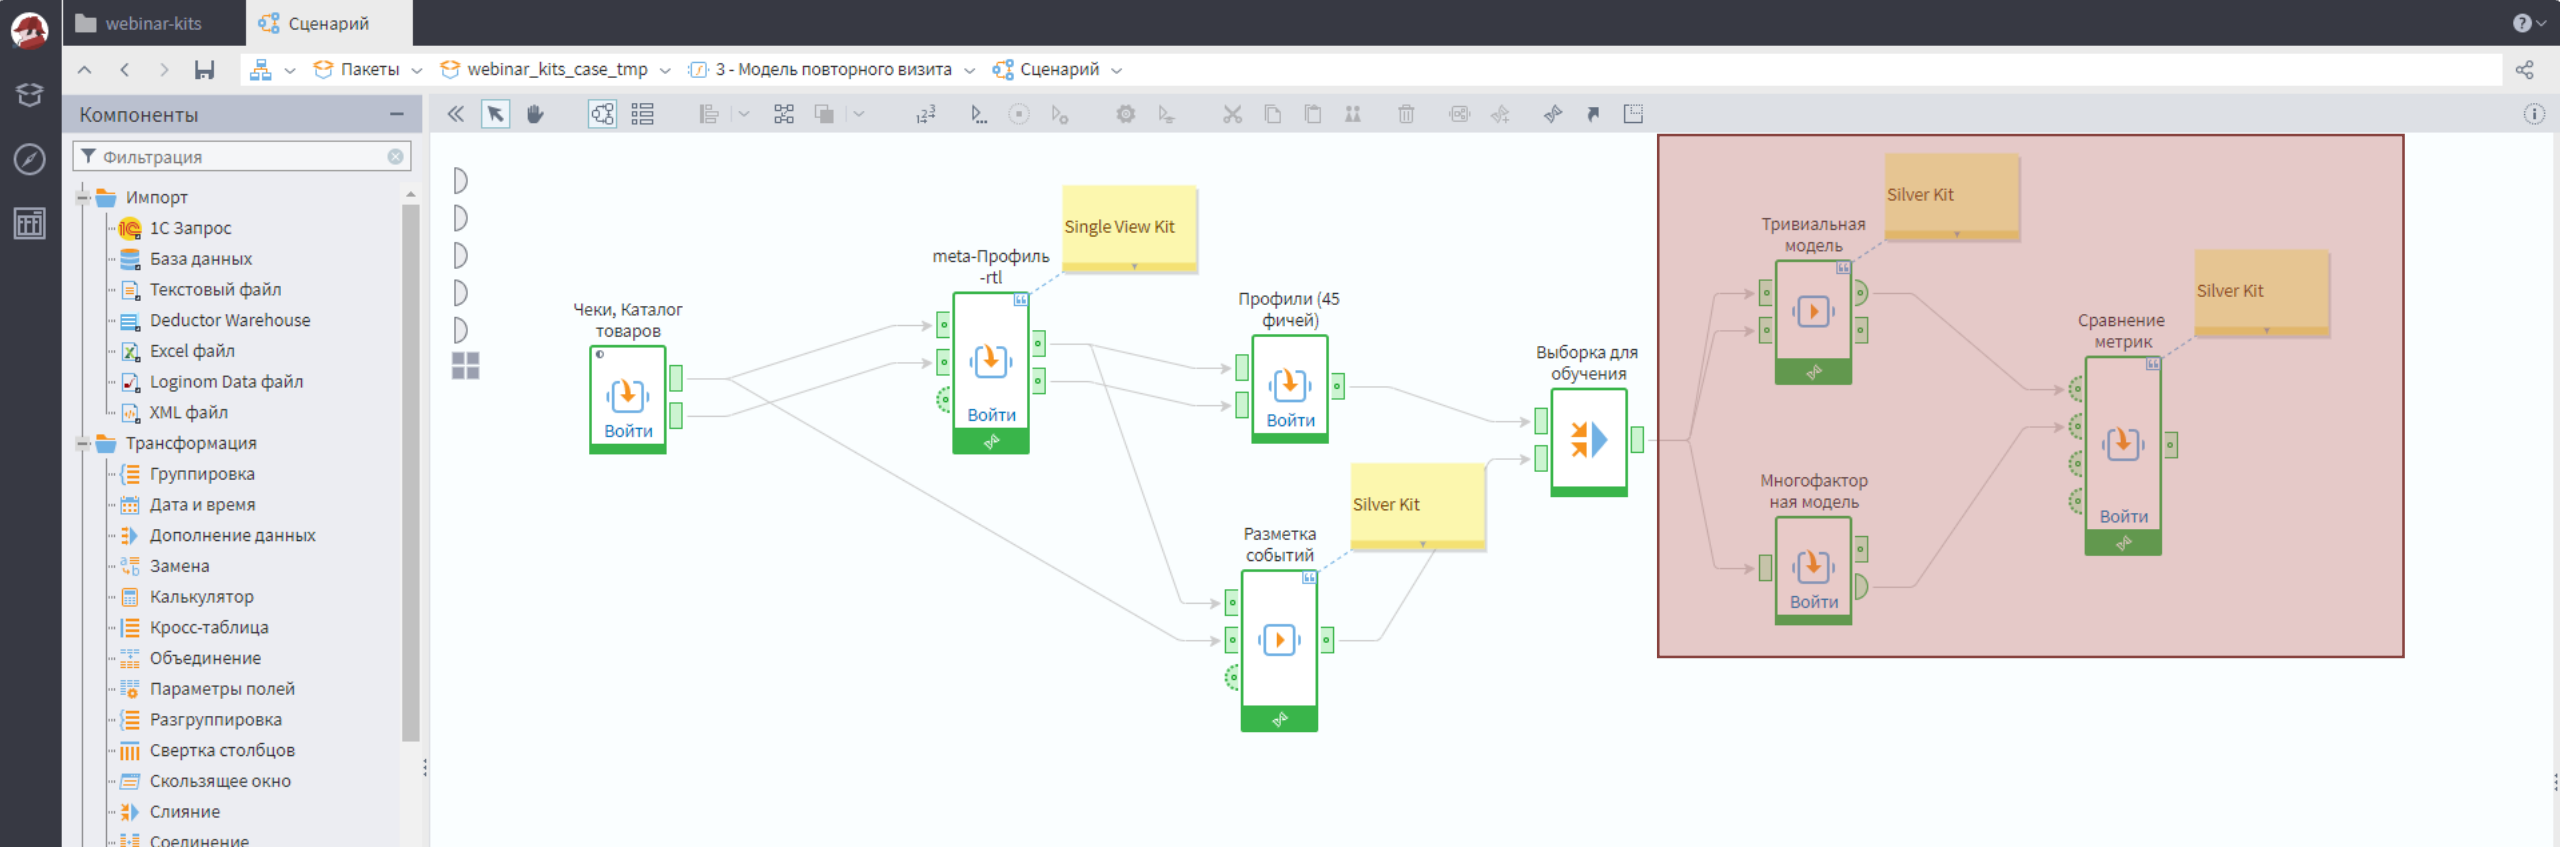 webinar-kits
Сценарий
Пакеты
webinar_kits_case_tmp
3 - Модель повторного визита
Сценарий
Компоненты
Фильтрация
Импорт
1С Запрос
База данных
Текстовый файл
Deductor Warehouse
Excel файл
Loginom Data файл
XML файл
Трансформация
Группировка
Дата и время
Дополнение данных
Замена
Калькулятор
Кросс-таблица
Объединение
Параметры полей
Разгруппировка
Свертка столбцов
Скользящее окно
Слияние
Соединение
Чеки, Каталог
товаров
Войти
meta-Профиль
-rtl
Войти
Single View Kit
Профили (45
фичей)
Войти
Разметка
событий
Silver Kit
Выборка для
обучения
Тривиальная
модель
Silver Kit
Многофактор
ная модель
Войти
Сравнение
метрик
Войти
Silver Kit